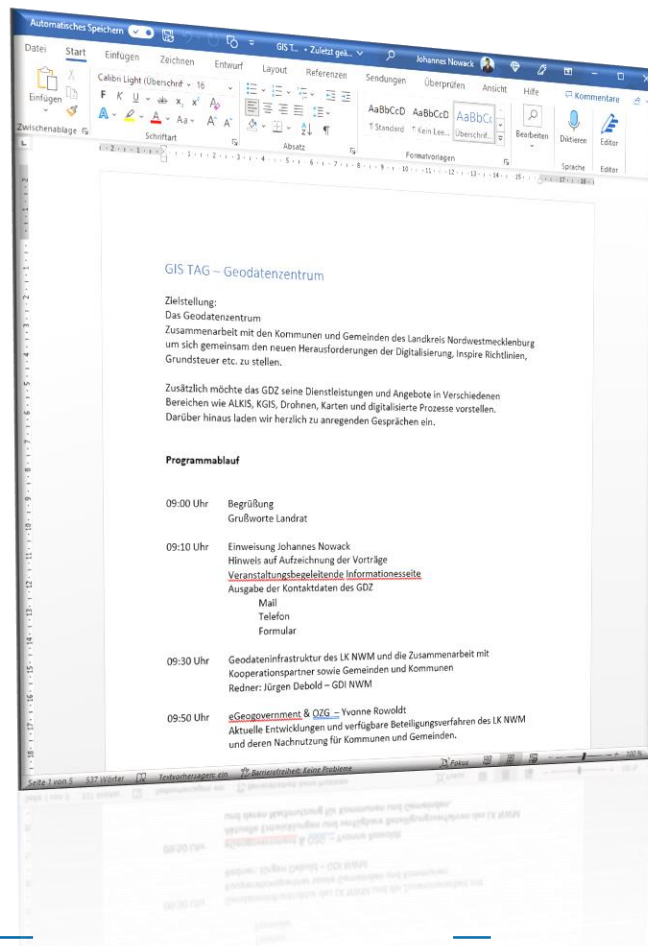 Automatisches Speichern
GIS T... • Zuletzt geä...
Johannes Nowack
Datei Start Einfügen Zeichnen Entwurf Layout Referenzen Sendungen Überprüfen Ansicht Hilfe Kommentare
Einfügen
Calibri Light (Überschrif 16
F K U ab x₂ x²
A Aa A A
AaBbCcD AaBbCcD AaBbCc
¶ Standard ¶ Kein Lee... Überschrif...
Bearbeiten Diktieren Editor
Zwischenablage Schriftart Absatz Formatvorlagen Sprache Editor
GIS TAG – Geodatenzentrum
Zielstellung:
Das Geodatenzentrum
Zusammenarbeit mit den Kommunen und Gemeinden des Landkreis Nordwestmecklenburg
um sich gemeinsam den neuen Herausforderungen der Digitalisierung, Inspire Richtlinien,
Grundsteuer etc. zu stellen.
Zusätzlich möchte das GDZ seine Dienstleistungen und Angebote in Verschiedenen
Bereichen wie ALKIS, KGIS, Drohnen, Karten und digitalisierte Prozesse vorstellen.
Darüber hinaus laden wir herzlich zu anregenden Gesprächen ein.
Programmablauf
09:00 Uhr Begrüßung
Grußworte Landrat
09:10 Uhr Einweisung Johannes Nowack
Hinweis auf Aufzeichnung der Vorträge
Veranstaltungsbegeleitende Informationesseite
Ausgabe der Kontaktdaten des GDZ
Mail
Telefon
Formular
09:30 Uhr Geodateninfrastruktur des LK NWM und die Zusammenarbeit mit
Kooperationspartner sowie Gemeinden und Kommunen
Redner: Jürgen Debold – GDI NWM
09:50 Uhr eGeogovernment & OZG – Yvonne Rowoldt
Aktuelle Entwicklungen und verfügbare Beteiligungsverfahren des LK NWM
und deren Nachnutzung für Kommunen und Gemeinden.
Seite 1 von 5 537 Wörter Textvorhersagen: ein Barrierefreiheit: Keine Probleme Fokus 100 %